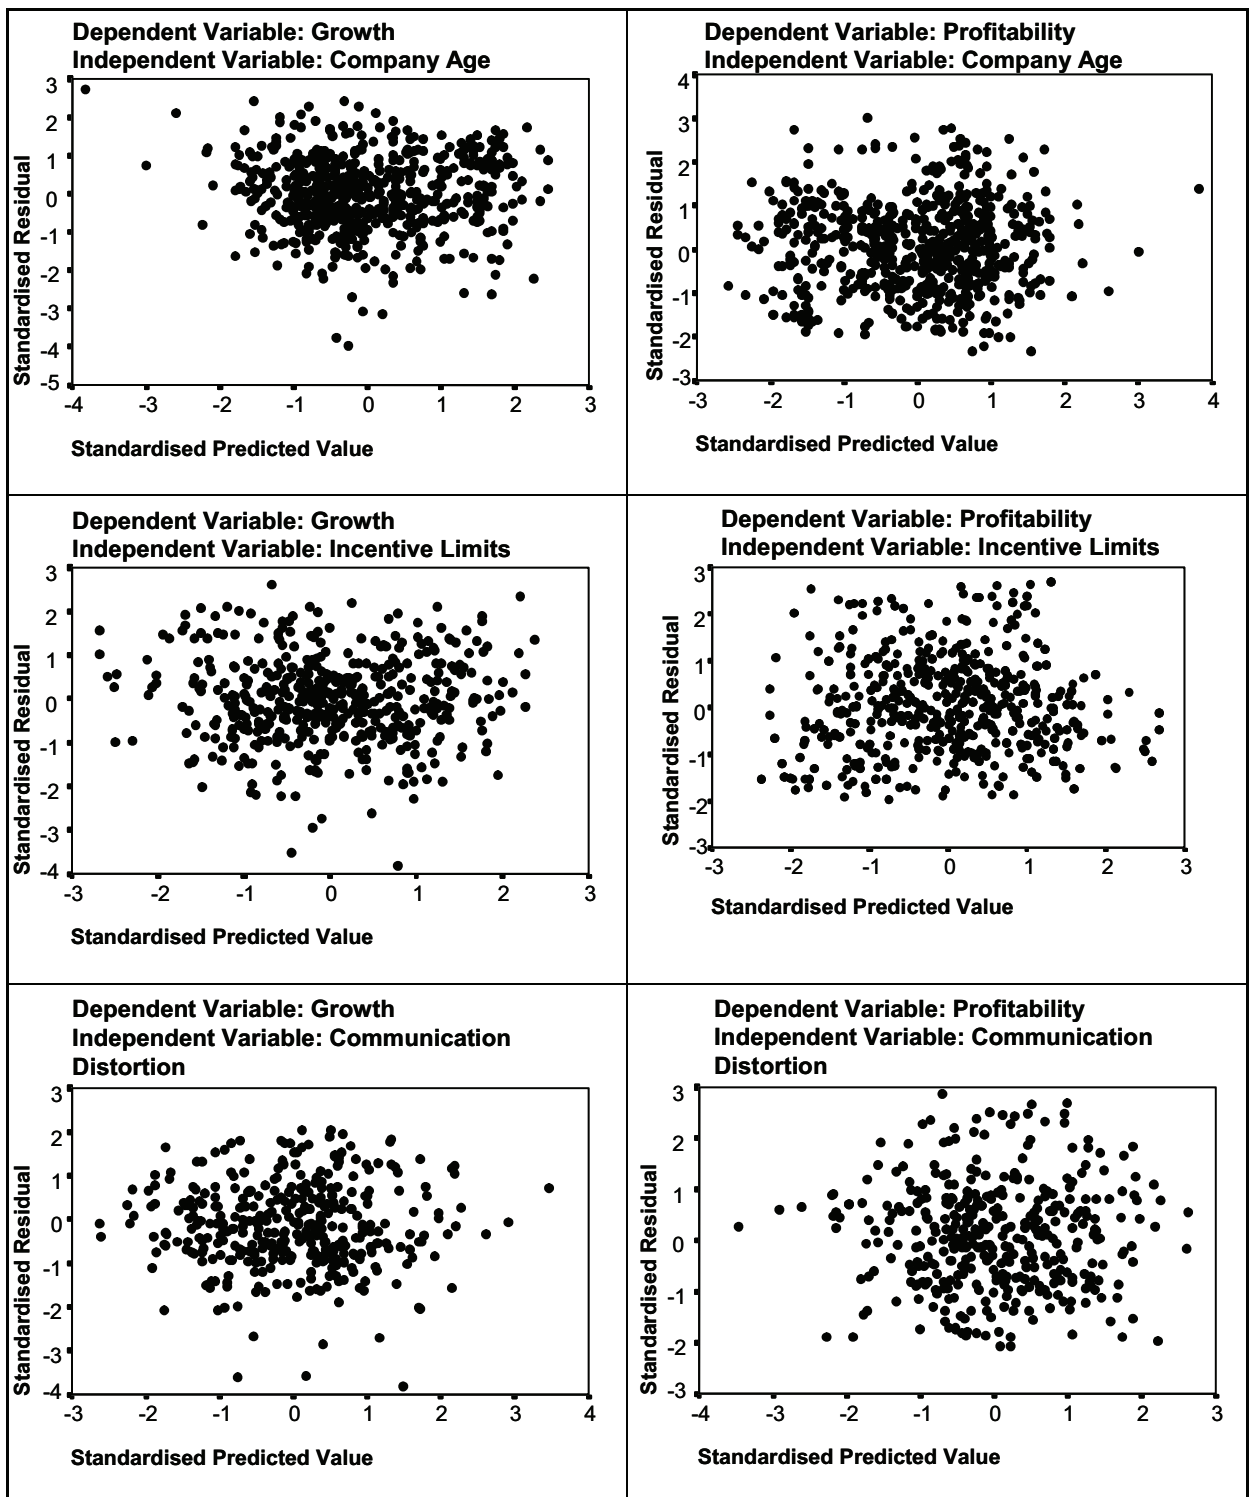 Dependent Variable: Growth
Independent Variable: Company Age
3
2
1
0
-1
-2
-3
-4
-5
Standardised Residual
-4 -3 -2 -1 0 1 2 3
Standardised Predicted Value
Dependent Variable: Profitability
Independent Variable: Company Age
4
3
2
1
0
-1
-2
-3
Standardised Residual
-3 -2 -1 0 1 2 3 4
Standardised Predicted Value
Dependent Variable: Growth
Independent Variable: Incentive Limits
3
2
1
0
-1
-2
-3
-4
Standardised Residual
-3 -2 -1 0 1 2 3
Standardised Predicted Value
Dependent Variable: Profitability
Independent Variable: Incentive Limits
3
2
1
0
-1
-2
-3
Standardised Residual
-3 -2 -1 0 1 2 3
Standardised Predicted Value
Dependent Variable: Growth
Independent Variable: Communication
Distortion
3
2
1
0
-1
-2
-3
-4
Standardised Residual
-3 -2 -1 0 1 2 3 4
Standardised Predicted Value
Dependent Variable: Profitability
Independent Variable: Communication
Distortion
3
2
1
0
-1
-2
-3
Standardised Residual
-4 -3 -2 -1 0 1 2 3
Standardised Predicted Value